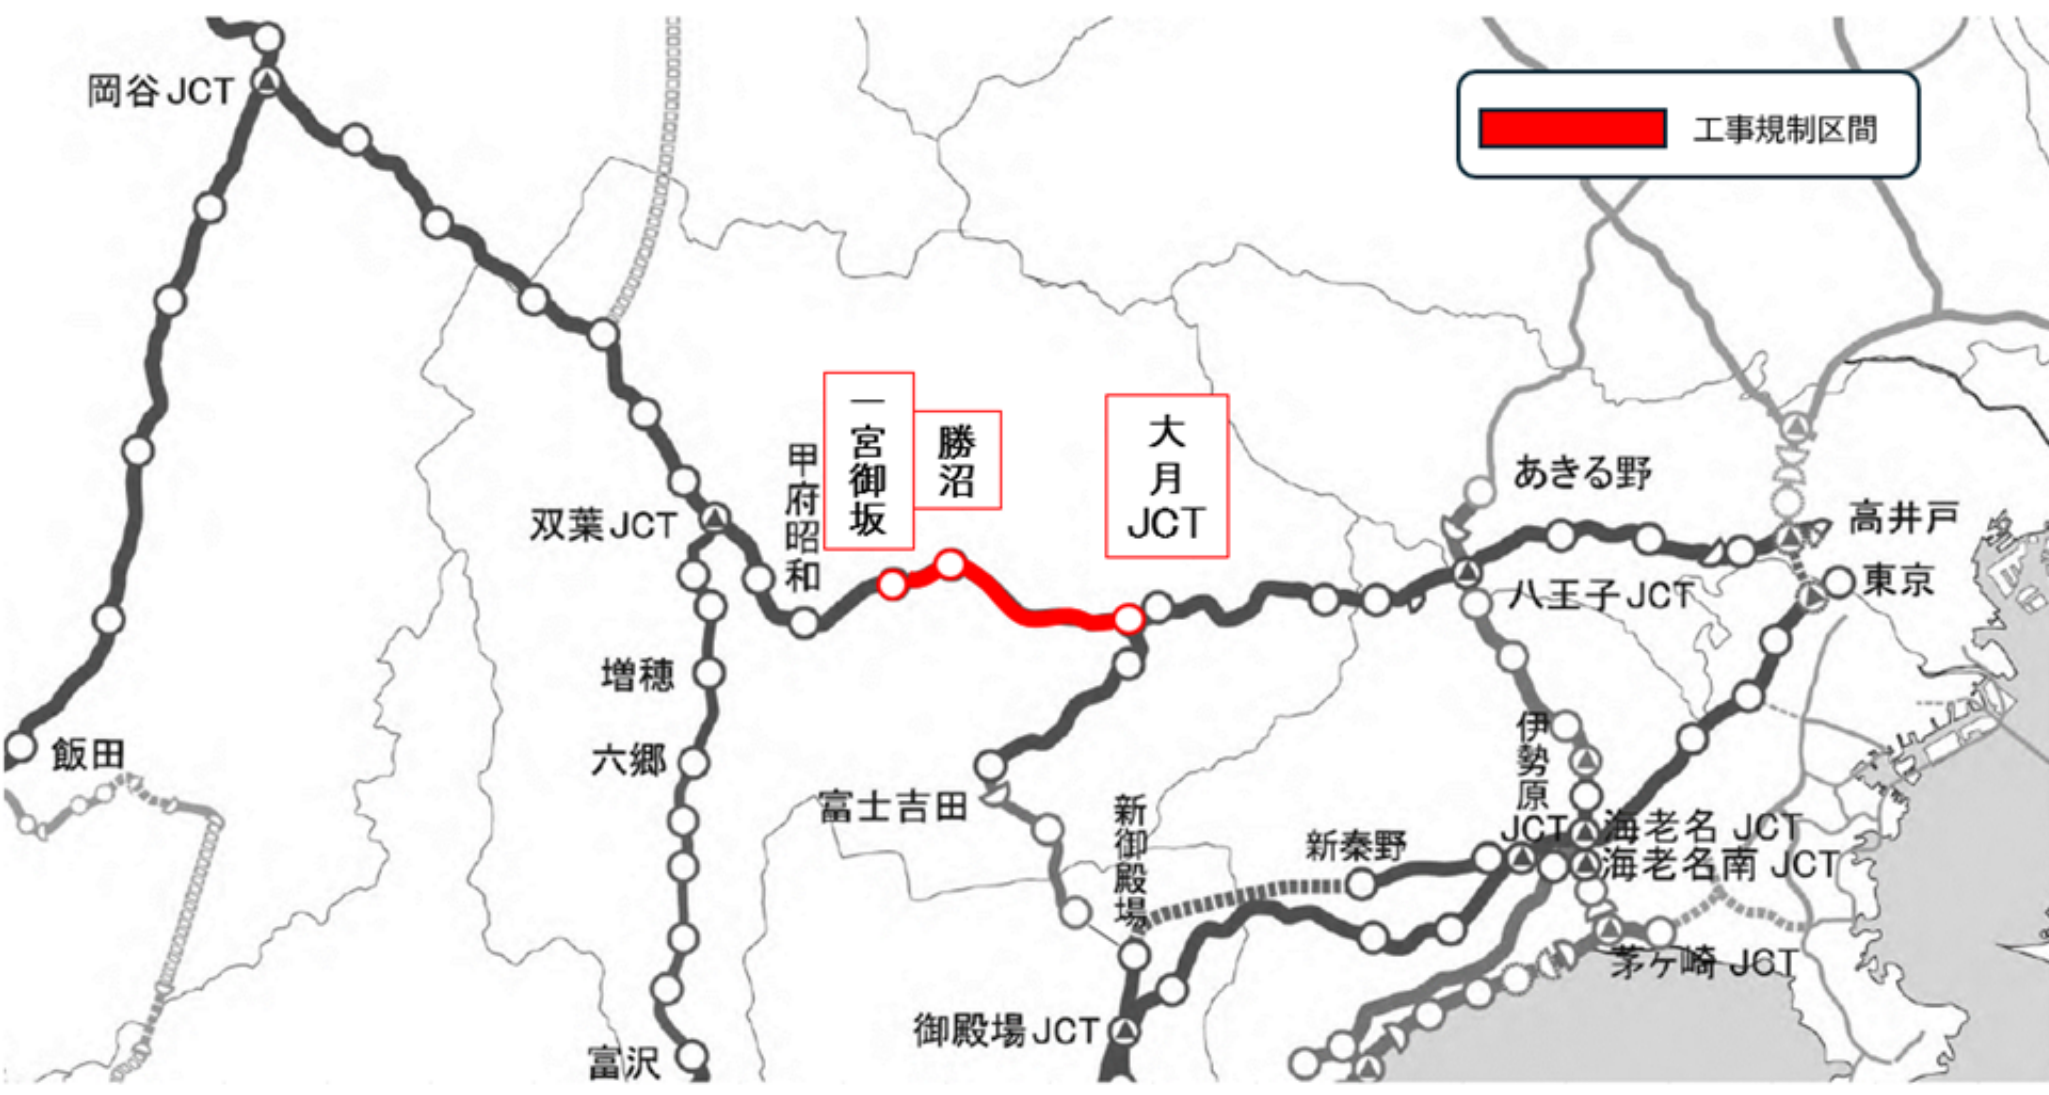 岡谷JCT
工事規制区間
一宮御坂
勝沼
大月JCT
甲府昭和
双葉JCT
あきる野
高井戸
東京
八王子JCT
増穂
六郷
飯田
富士吉田
新御殿場
新秦野
伊勢原JCT
海老名 JCT
海老名南 JCT
茅ヶ崎 JCT
御殿場JCT
富沢